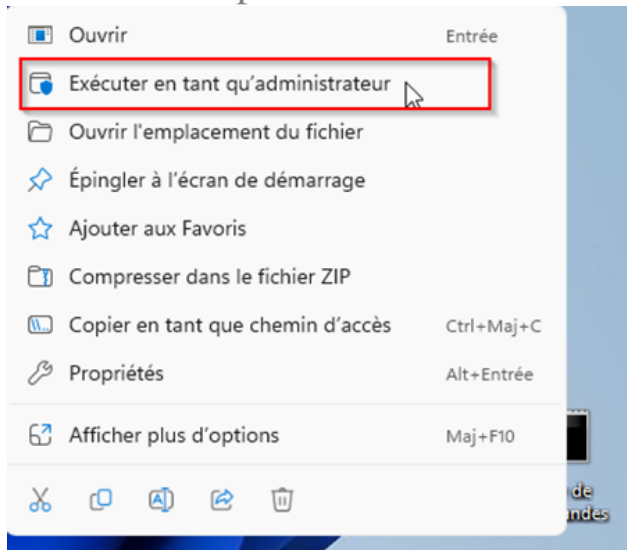 Ouvrir Entrée
Exécuter en tant qu'administrateur
Ouvrir l'emplacement du fichier
Épingler à l'écran de démarrage
Ajouter aux Favoris
Compresser dans le fichier ZIP
Copier en tant que chemin d'accès Ctrl+Maj+C
Propriétés Alt+Entrée
Afficher plus d'options Maj+F10
de